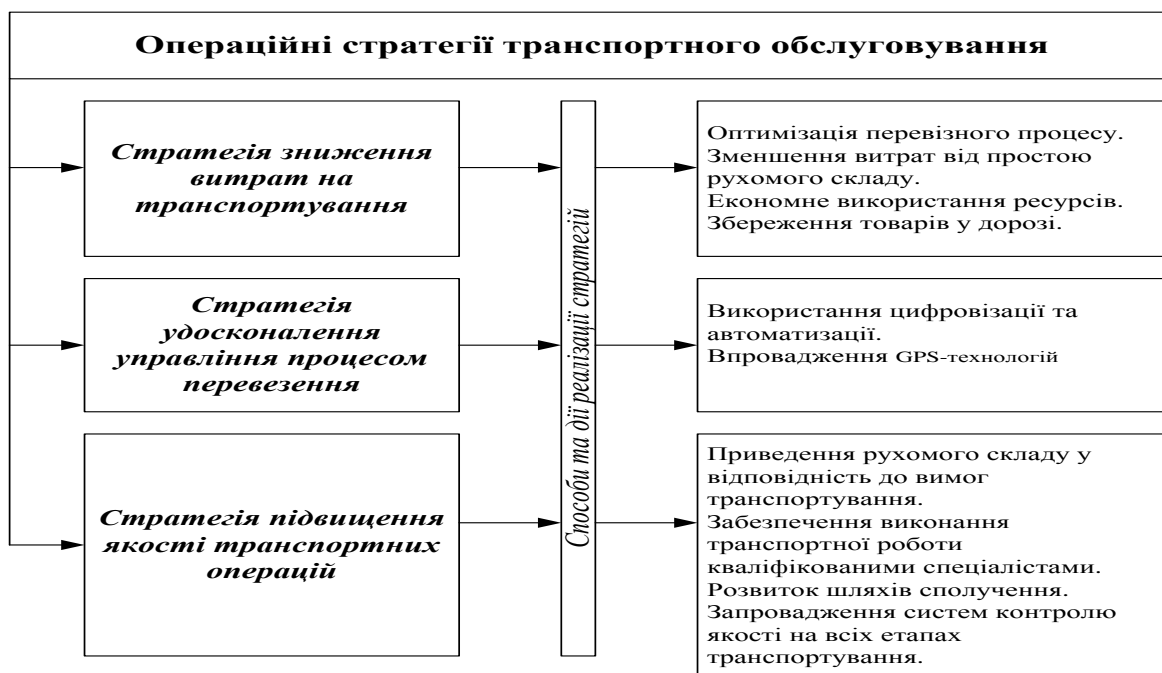 Операційні стратегії транспортного обслуговування
Стратегія зниження
витрат на
транспортування
Способи та дії реалізації стратегій
Оптимізація перевізного процесу.
Зменшення витрат від простою
рухомого складу.
Економне використання ресурсів.
Збереження товарів у дорозі.
Стратегія
удосконалення
управління процесом
перевезення
Використання цифровізації та
автоматизації.
Впровадження GPS-технологій
Стратегія підвищення
якості транспортних
операцій
Приведення рухомого складу у
відповідність до вимог
транспортування.
Забезпечення виконання
транспортної роботи
кваліфікованими спеціалістами.
Розвиток шляхів сполучення.
Запровадження систем контролю
якості на всіх етапах
транспортування.